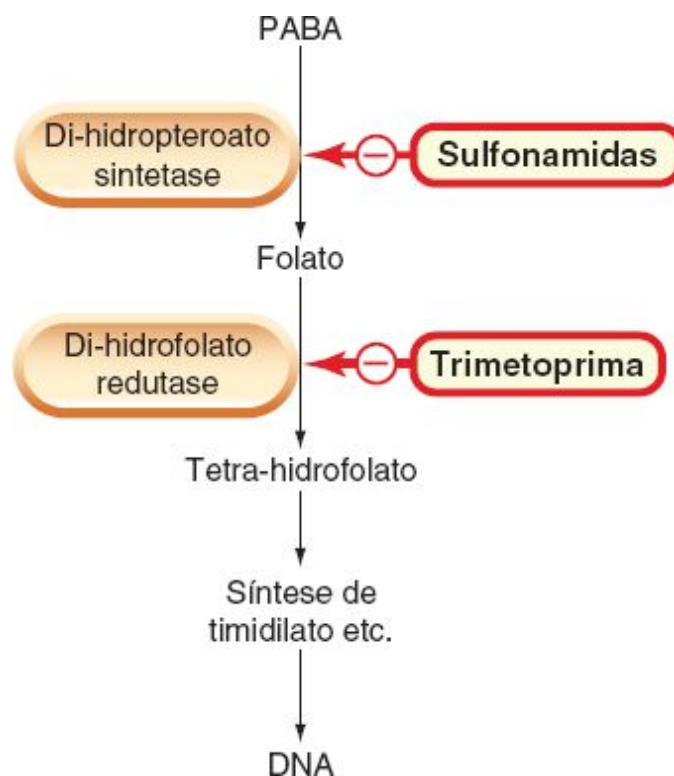 PABA
Di-hidropteroato
sintetase
Sulfonamidas
Folato
Di-hidrofolato
redutase
Trimetoprima
Tetra-hidrofolato
Síntese de
timidilato etc.
DNA